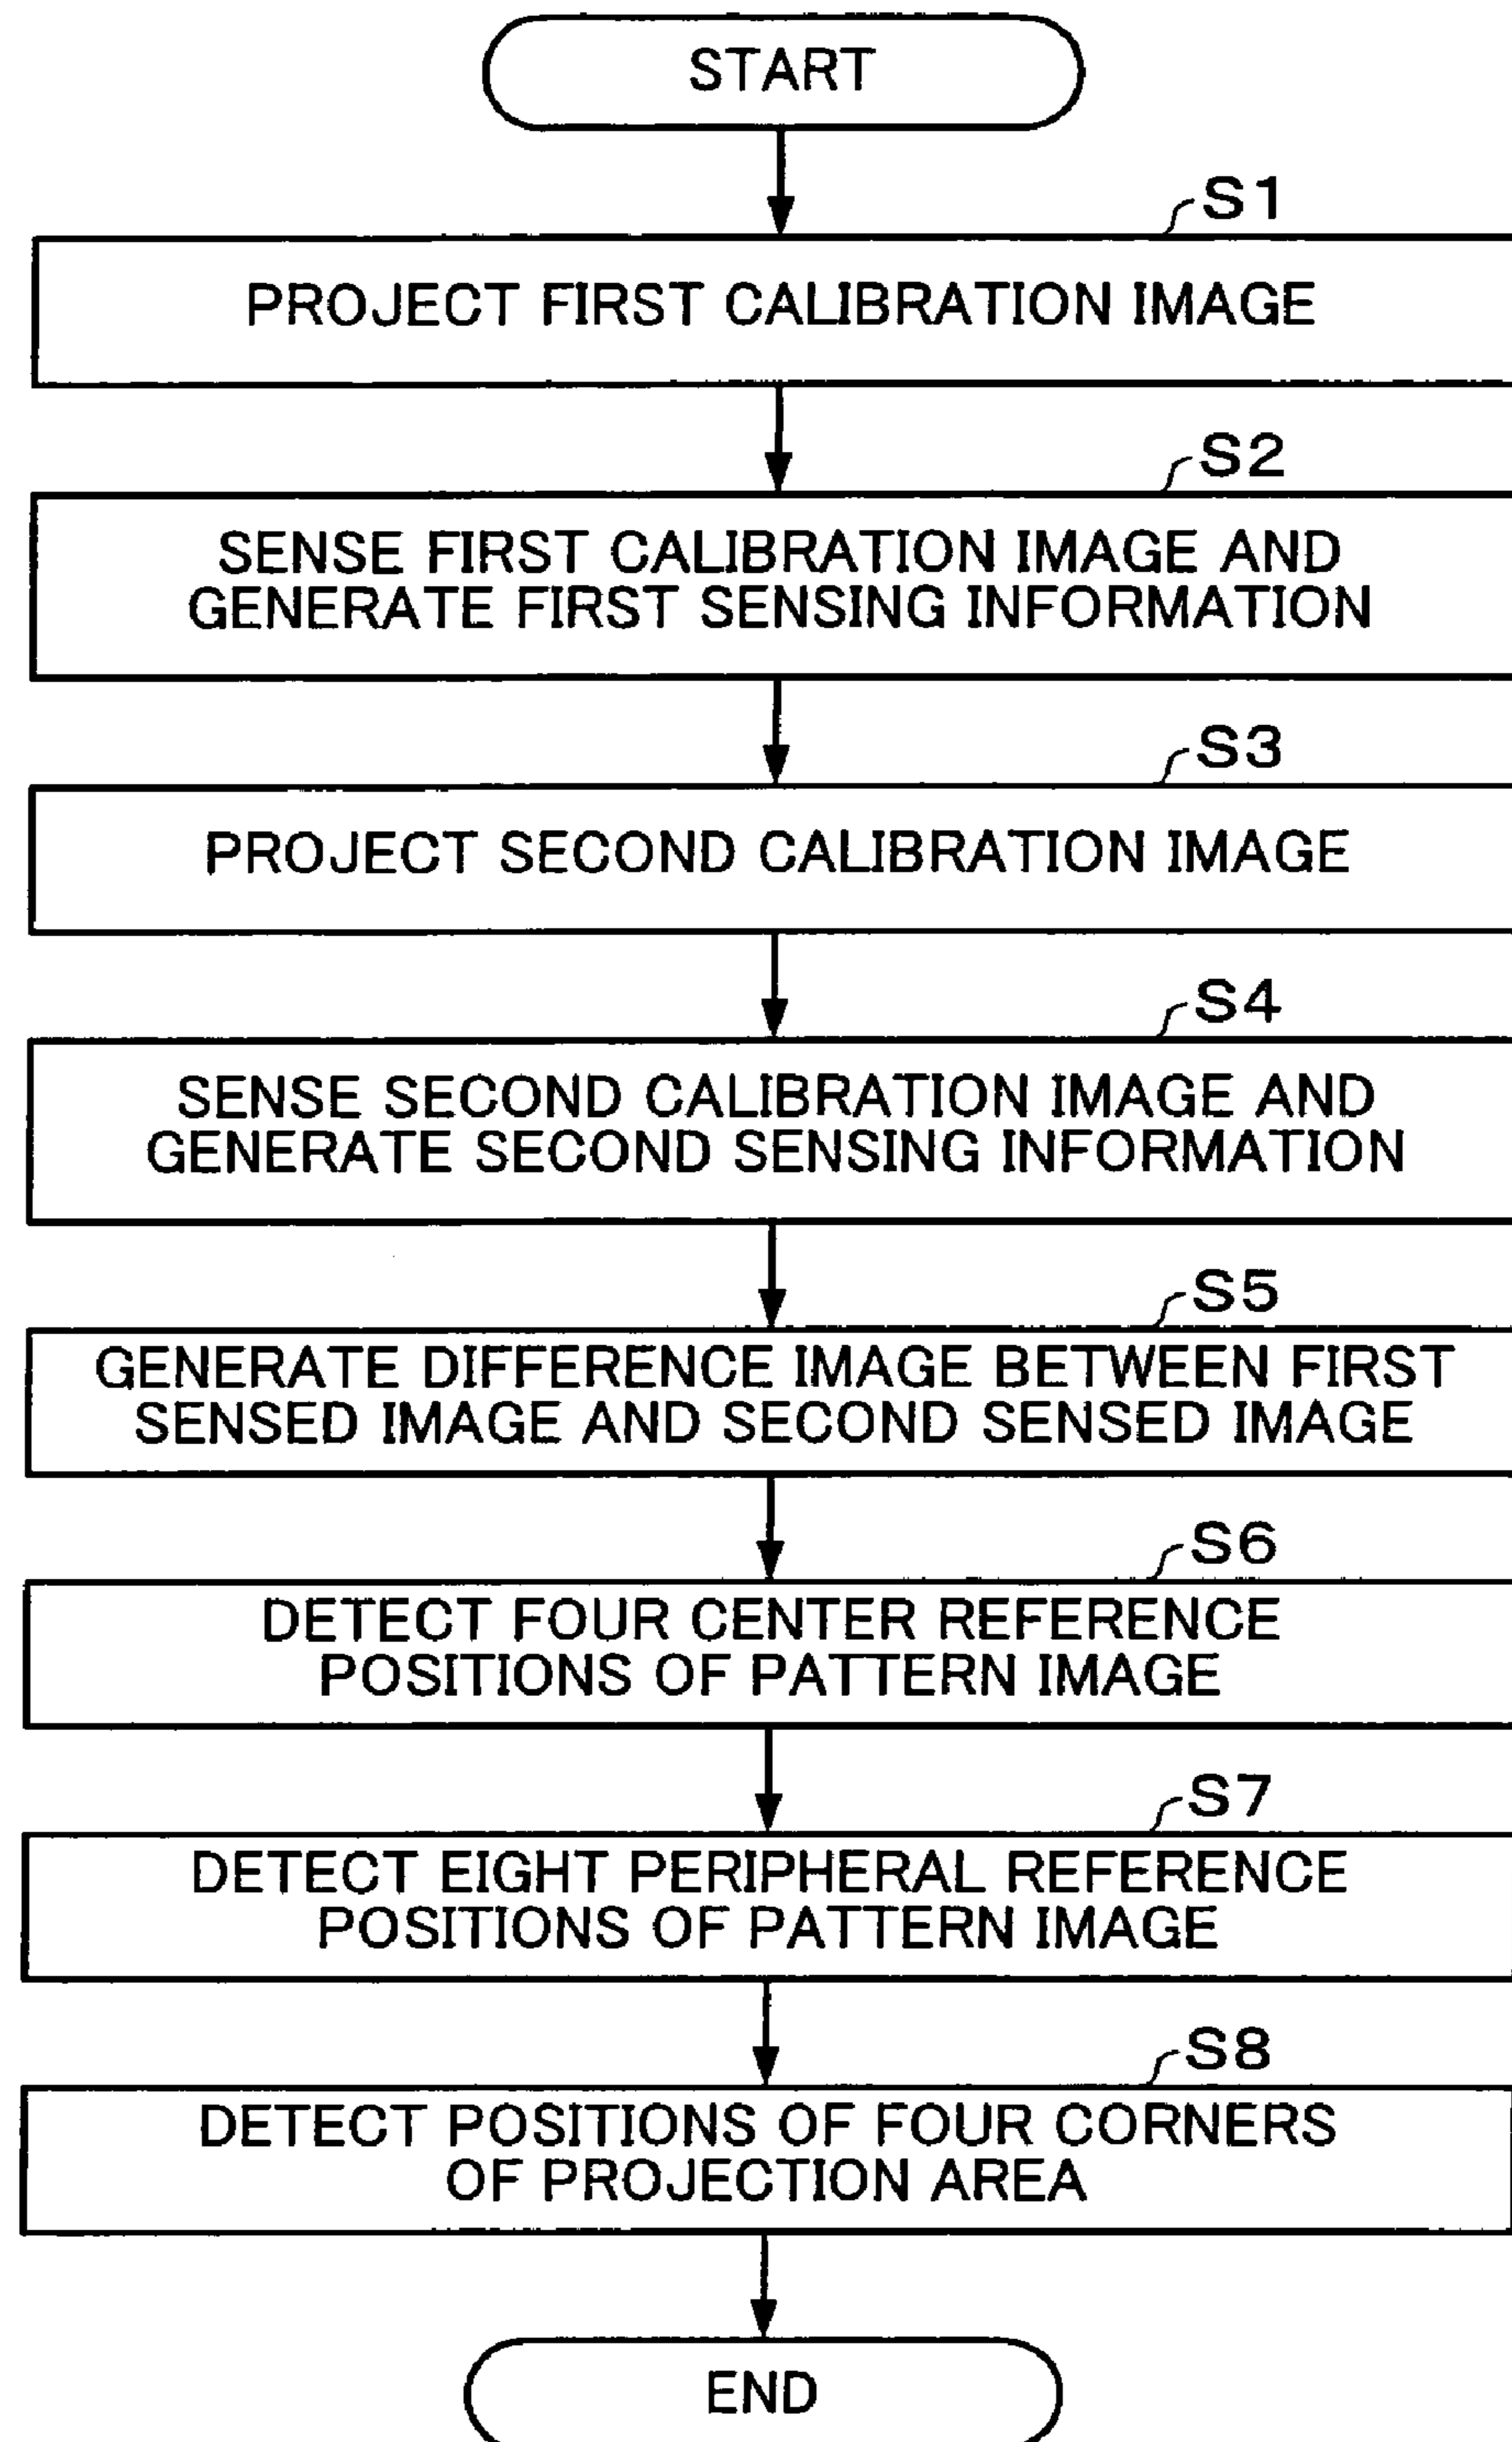 START
S1
PROJECT FIRST CALIBRATION IMAGE
S2
SENSE FIRST CALIBRATION IMAGE AND
GENERATE FIRST SENSING INFORMATION
S3
PROJECT SECOND CALIBRATION IMAGE
S4
SENSE SECOND CALIBRATION IMAGE AND
GENERATE SECOND SENSING INFORMATION
S5
GENERATE DIFFERENCE IMAGE BETWEEN FIRST
SENSED IMAGE AND SECOND SENSED IMAGE
S6
DETECT FOUR CENTER REFERENCE
POSITIONS OF PATTERN IMAGE
S7
DETECT EIGHT PERIPHERAL REFERENCE
POSITIONS OF PATTERN IMAGE
S8
DETECT POSITIONS OF FOUR CORNERS
OF PROJECTION AREA
END